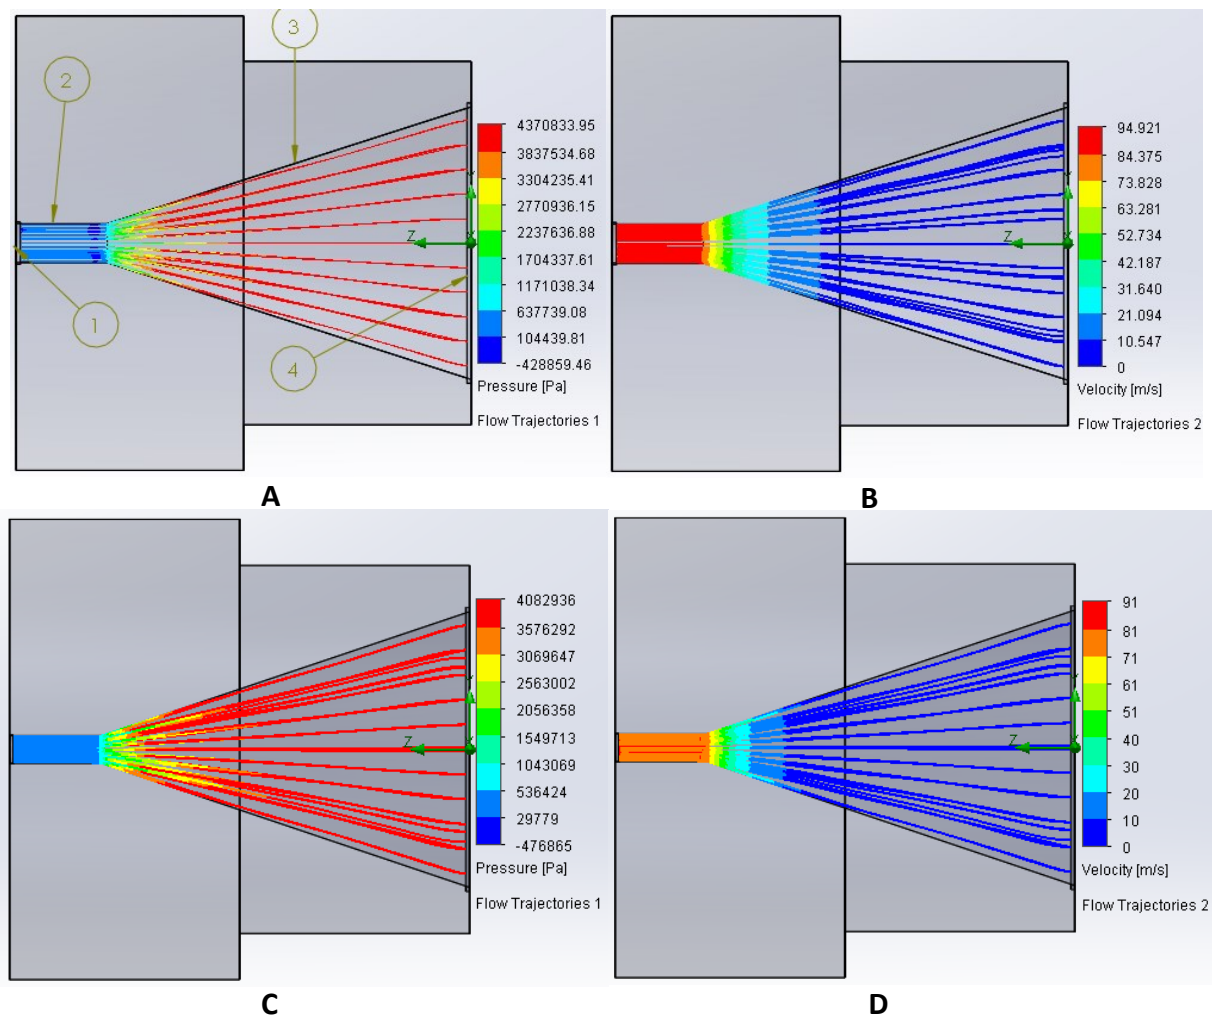 3
2
1
4
Z
Y
X
4370833.95
3837534.68
3304235.41
2770936.15
2237636.88
1704337.61
1171038.34
637739.08
104439.81
-428859.46
Pressure [Pa]
Flow Trajectories 1
A
Z
Y
X
94.921
84.375
73.828
63.281
52.734
42.187
31.640
21.094
10.547
0
Velocity [m/s]
Flow Trajectories 2
B
Z
Y
X
4082936
3576292
3069647
2563002
2056358
1549713
1043069
536424
29779
-476865
Pressure [Pa]
Flow Trajectories 1
C
Z
Y
X
91
81
71
61
51
40
30
20
10
0
Velocity [m/s]
Flow Trajectories 2
D